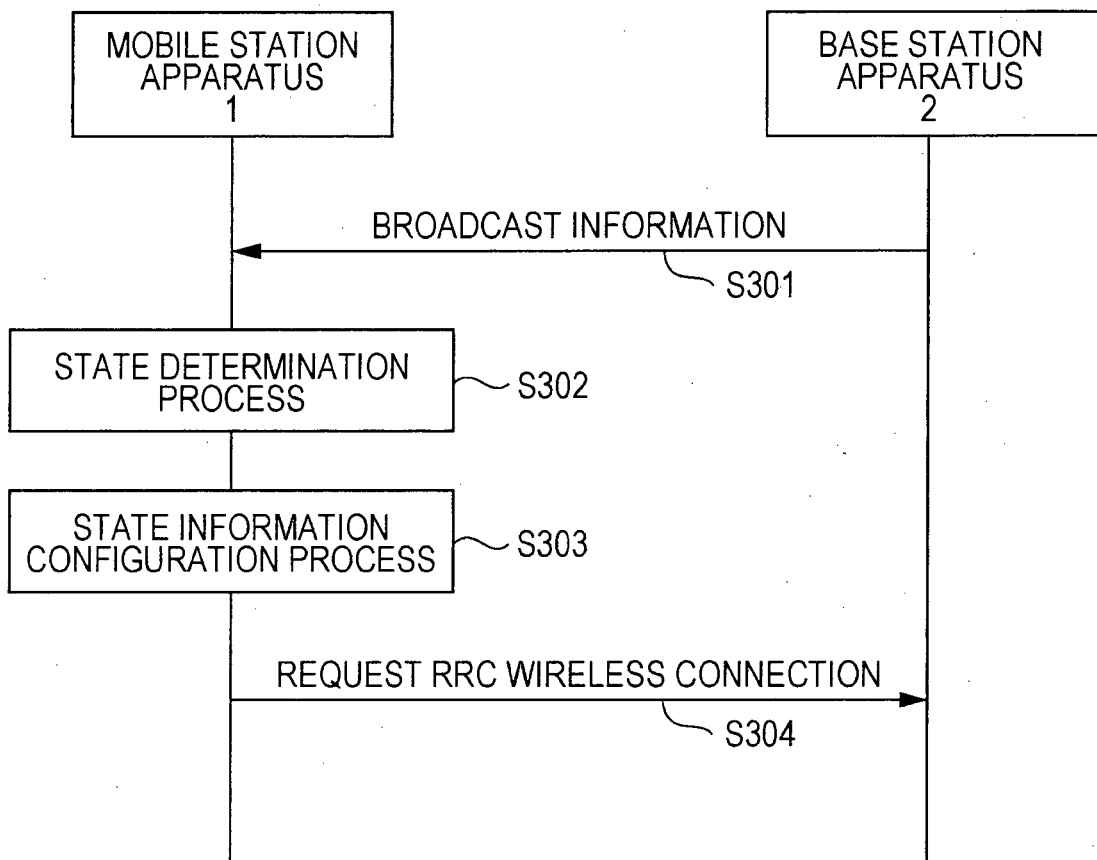 MOBILE STATION
APPARATUS
1
BASE STATION
APPARATUS
2
BROADCAST INFORMATION
S301
STATE DETERMINATION
PROCESS
S302
STATE INFORMATION
CONFIGURATION PROCESS
S303
REQUEST RRC WIRELESS CONNECTION
S304